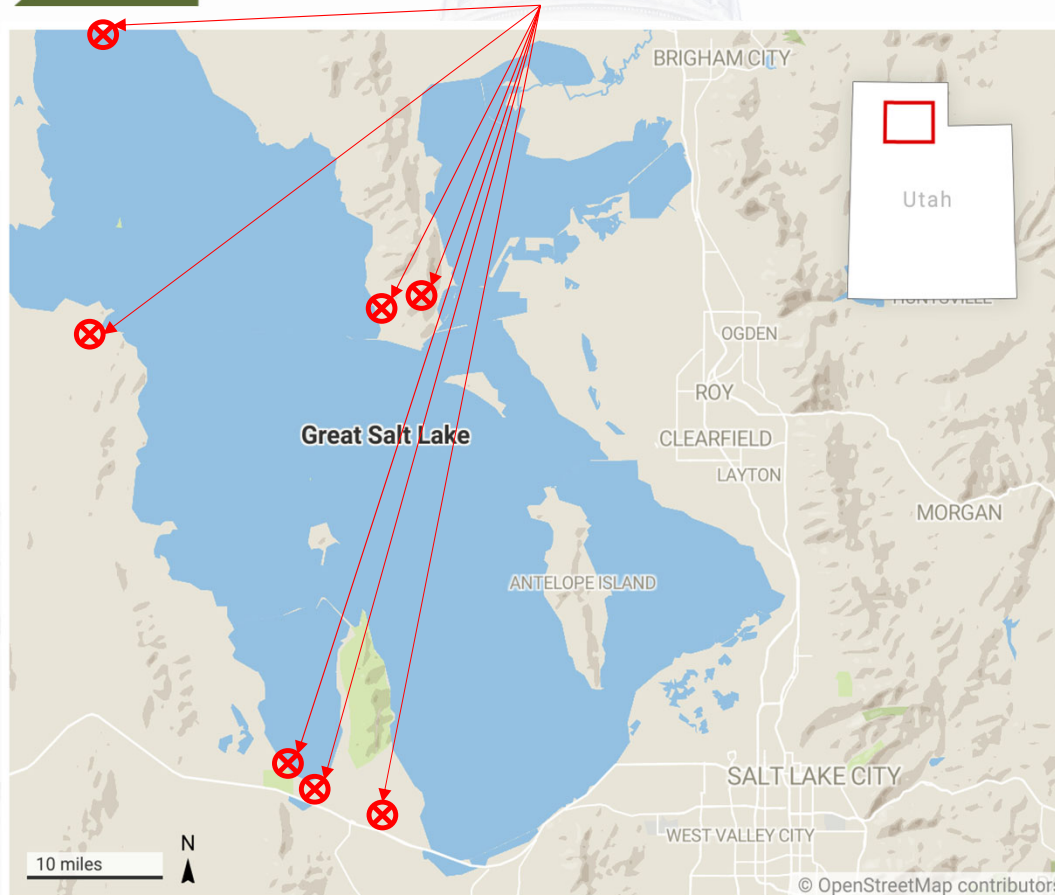 BRIGHAM CITY
Utah
HUNTSVILLE
OGDEN
ROY
Great Salt Lake
CLEARFIELD
LAYTON
MORGAN
ANTELOPE ISLAND
SALT LAKE CITY
WEST VALLEY CITY
N
10 miles
© OpenStreetMap contributor